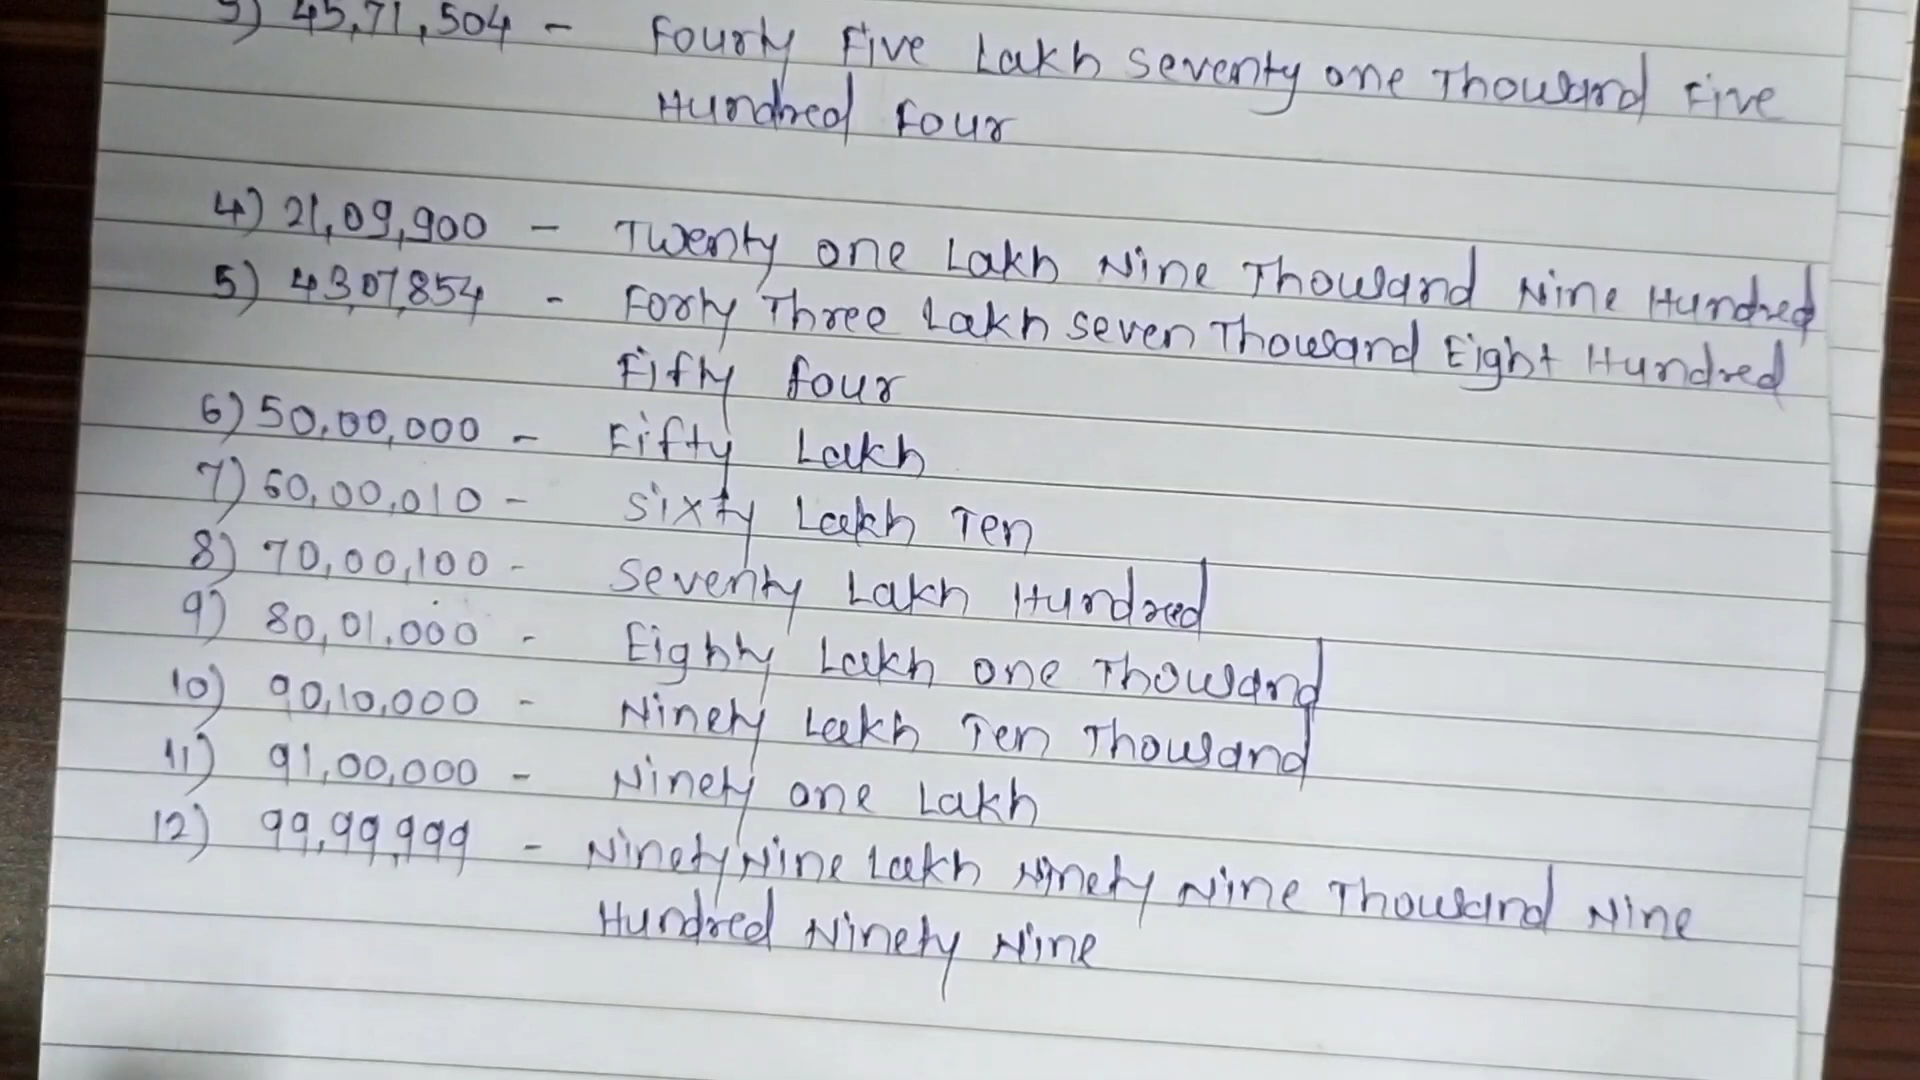 3) 45,71,504 - Fourty Five Lakh Seventy one Thousand Five
Hundred Four
4) 21,09,900 - Twenty one Lakh Nine Thousand Nine Hundred
5) 43,07,854 - Forty Three Lakh seven Thousand Eight Hundred
Fifty four
6) 50,00,000 - Fifty Lakh
7) 60,00,010 - Sixty Lakh Ten
8) 70,00,100 - Seventy Lakh Hundred
9) 80,01,000 - Eighty Lakh one Thousand
10) 90,10,000 - Ninety Lakh Ten Thousand
11) 91,00,000 - Ninety one Lakh
12) 99,99,999 - Ninety Nine Lakh Ninety Nine Thousand Nine
Hundred Ninety Nine